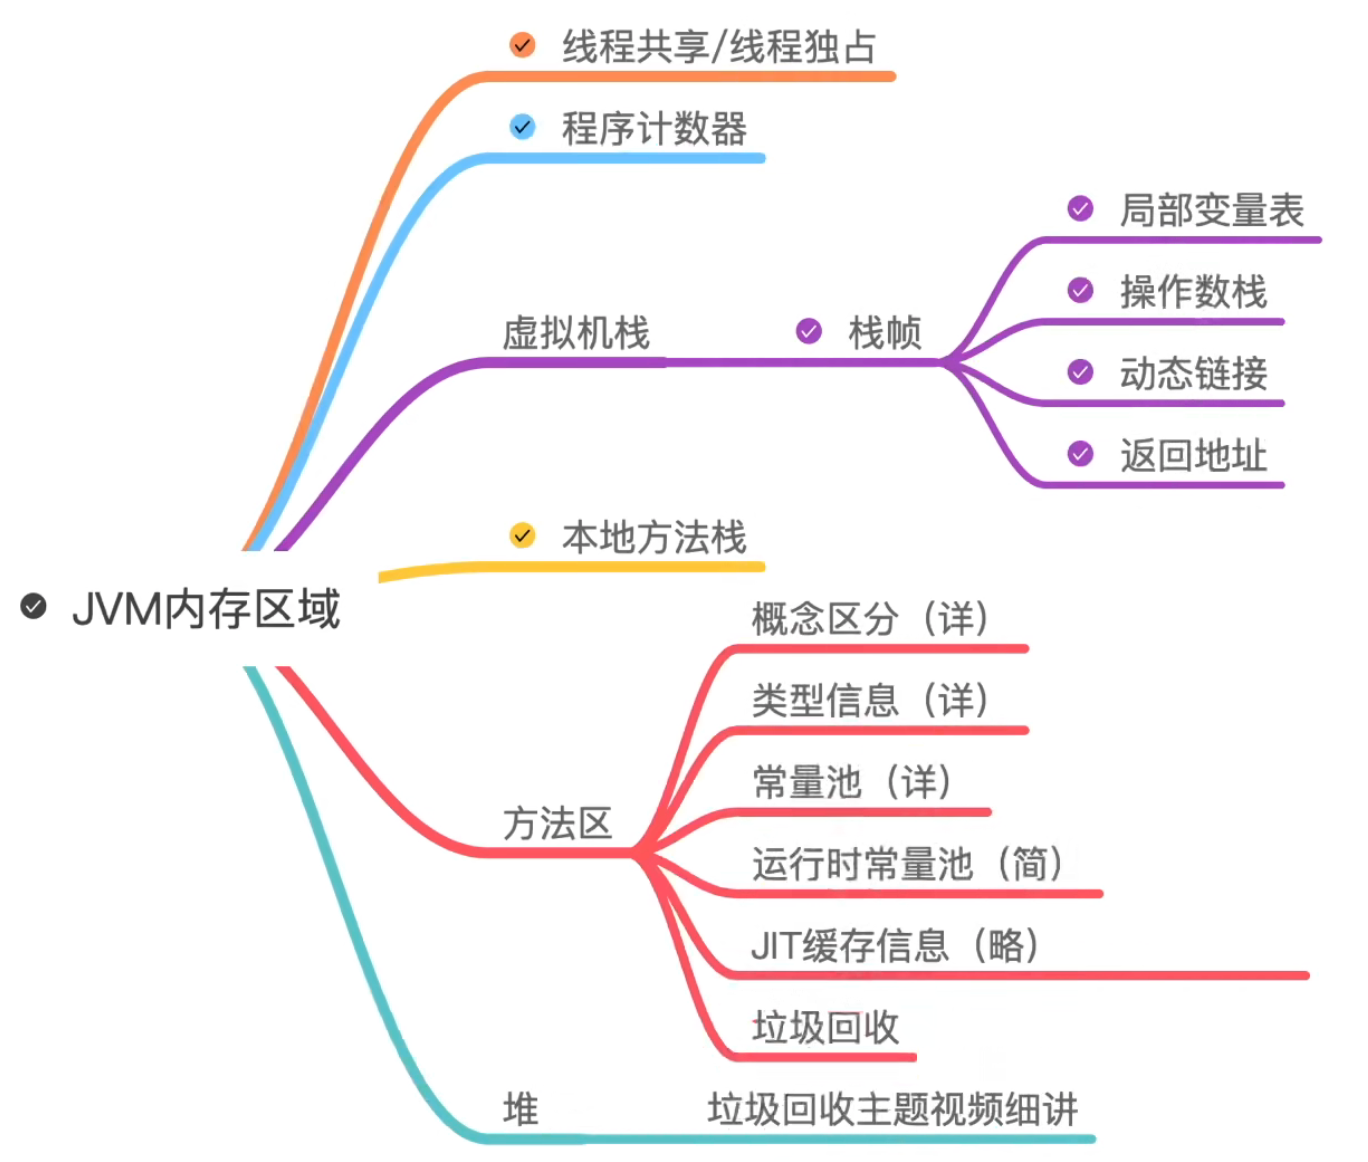 线程共享/线程独占
程序计数器
局部变量表
操作数栈
虚拟机栈
栈帧
动态链接
返回地址
本地方法栈
JVM内存区域
概念区分（详）
类型信息（详）
常量池（详）
方法区
运行时常量池（简）
JIT缓存信息（略）
垃圾回收
堆
垃圾回收主题视频细讲